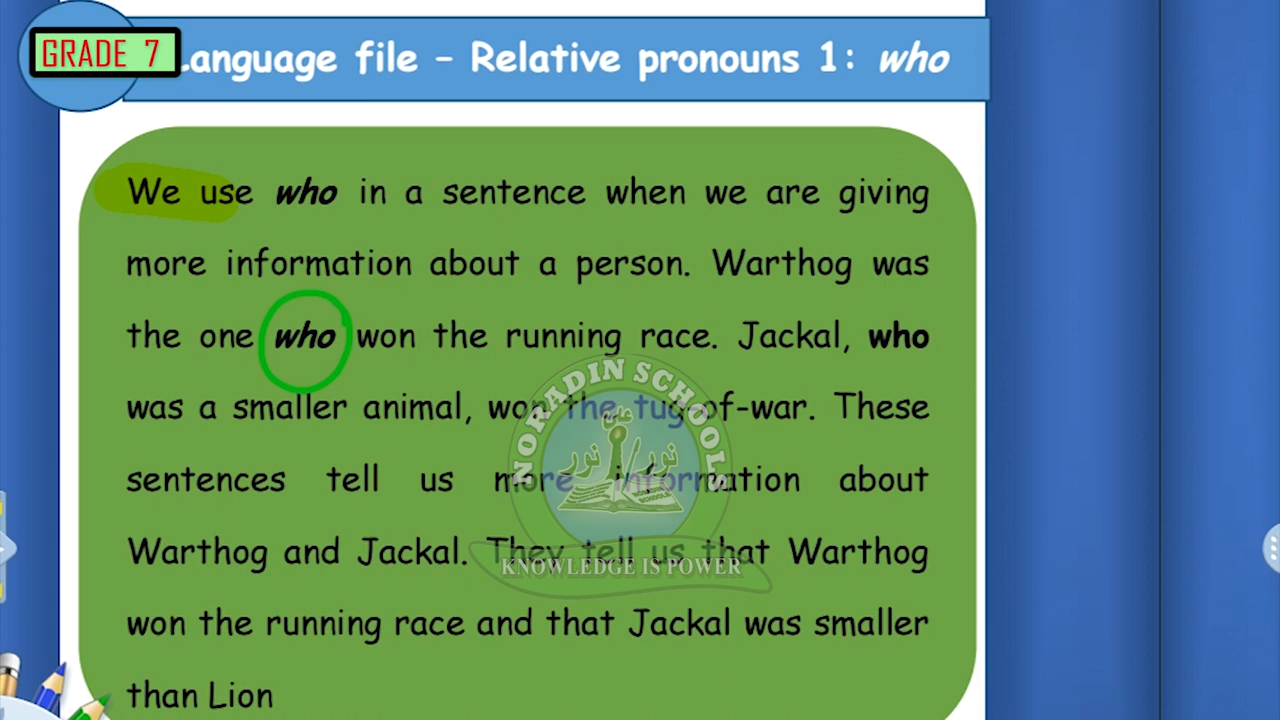 GRADE 7
Language file – Relative pronouns 1: who
We use who in a sentence when we are giving
more information about a person. Warthog was
the one who won the running race. Jackal, who
was a smaller animal, won the tug-of-war. These
sentences tell us more information about
Warthog and Jackal. They tell us that Warthog
won the running race and that Jackal was smaller
than Lion
NORADIN SCHOOLS
نور نور
KNOWLEDGE IS POWER